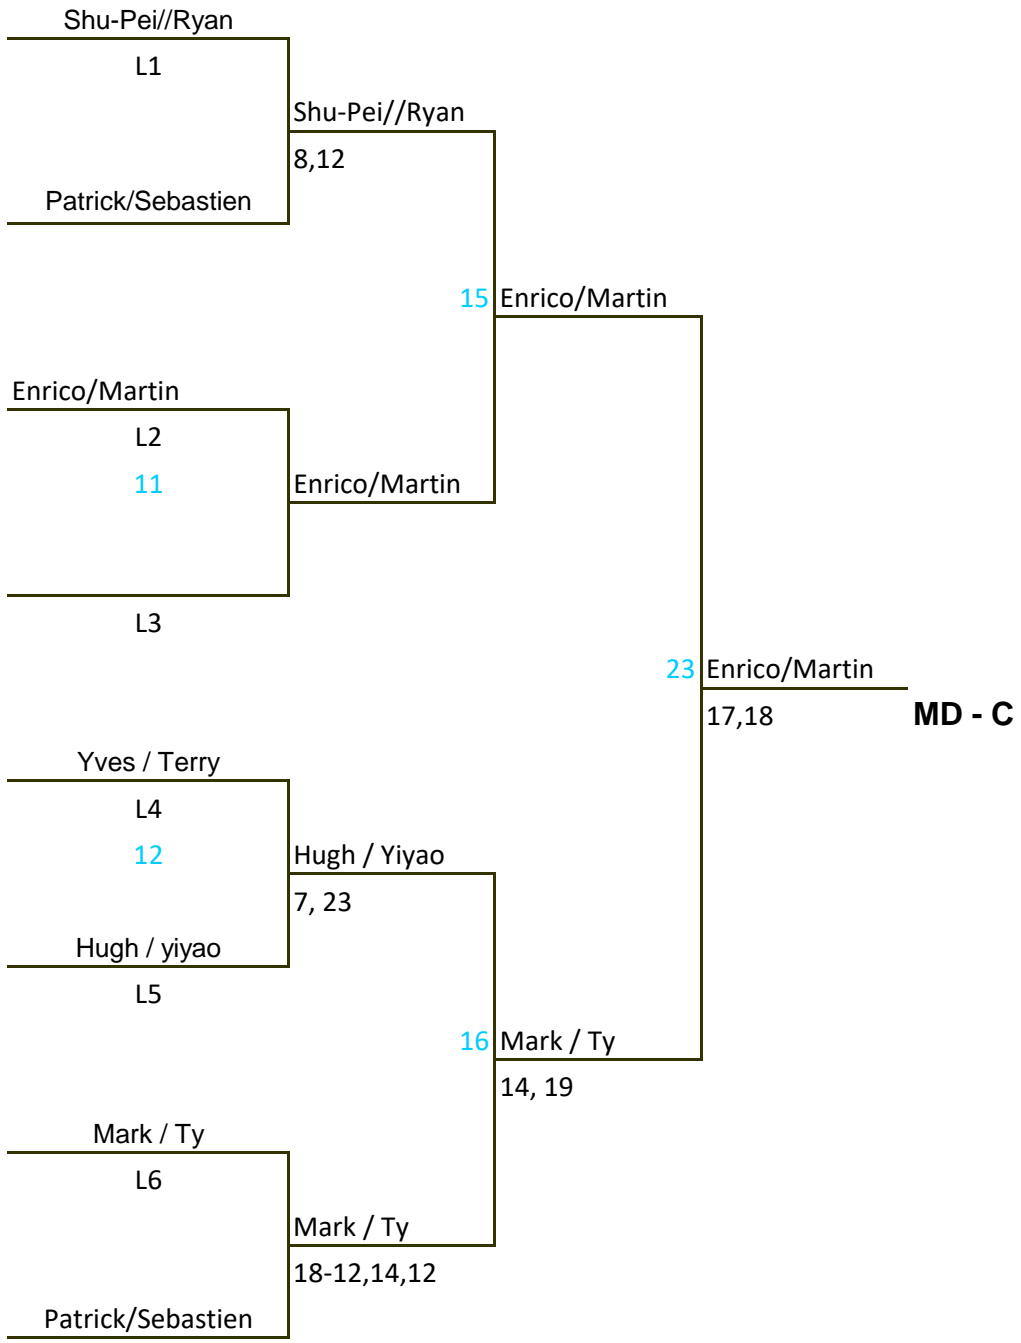 Shu-Pei//Ryan
L1
Shu-Pei//Ryan
8,12
Patrick/Sebastien
15 Enrico/Martin
Enrico/Martin
L2
11 Enrico/Martin
L3
23 Enrico/Martin
17,18 MD - C
Yves / Terry
L4
12 Hugh / Yiyao
7, 23
Hugh / yiyao
L5
16 Mark / Ty
14, 19
Mark / Ty
L6
Mark / Ty
18-12,14,12
Patrick/Sebastien